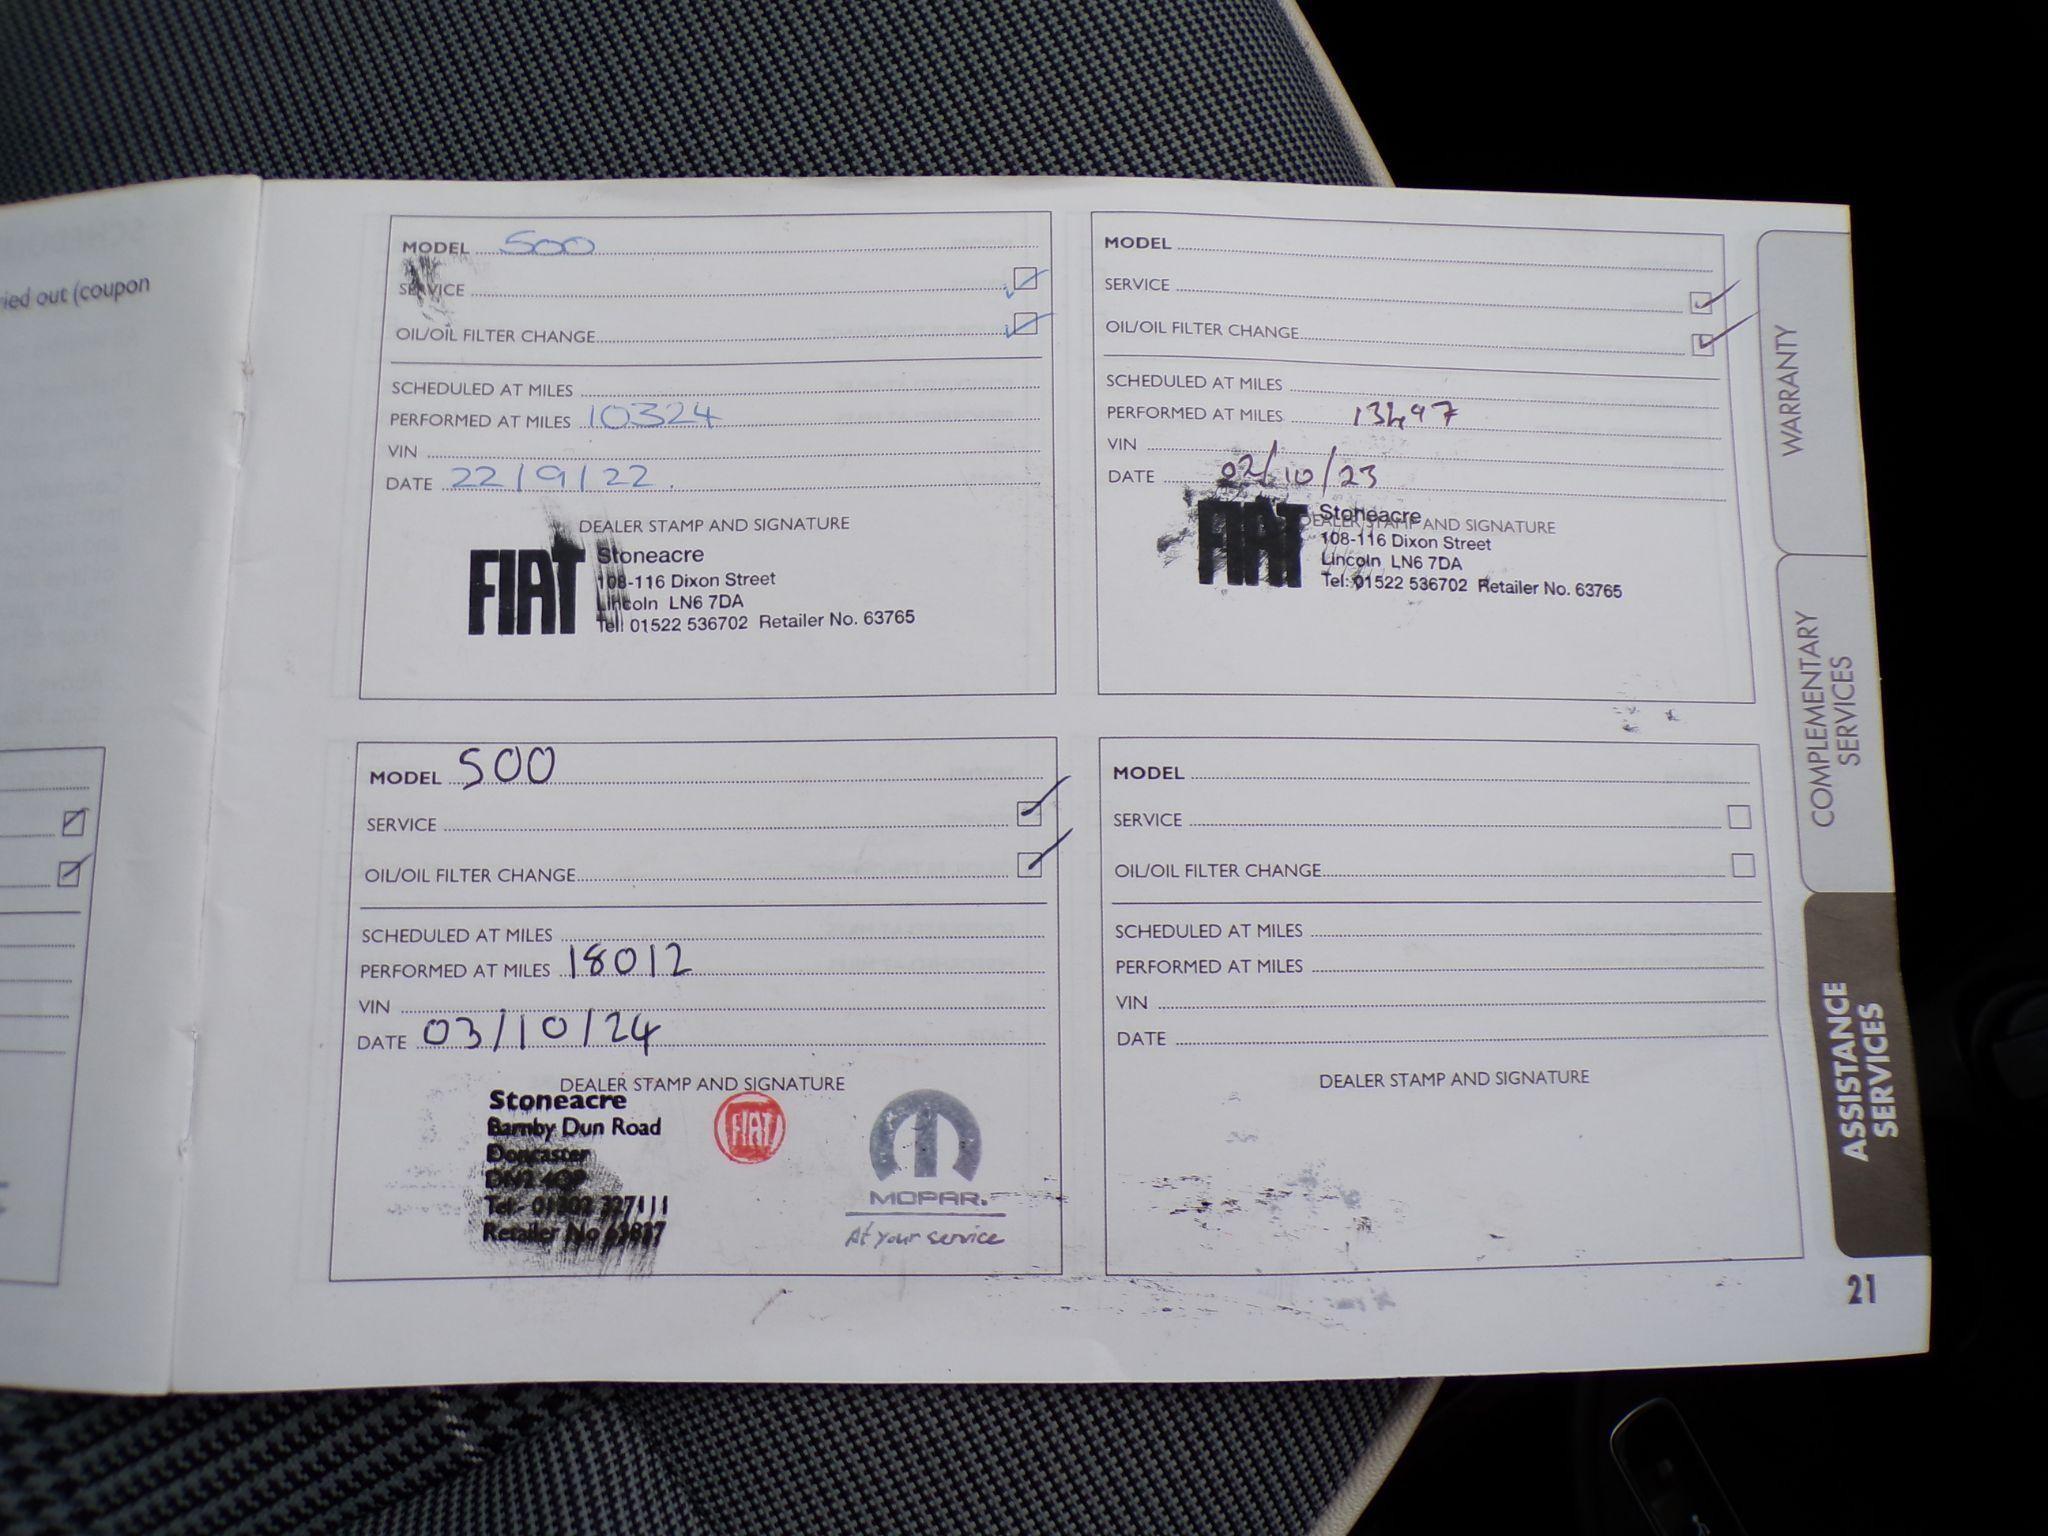 ried out (coupon
MODEL 500
SERVICE
OIL/OIL FILTER CHANGE
SCHEDULED AT MILES
PERFORMED AT MILES 10324
VIN
DATE 22/9/22.
DEALER STAMP AND SIGNATURE
FIAT
Stoneacre
108-116 Dixon Street
Lincoln LN6 7DA
Tel: 01522 536702 Retailer No. 63765
MODEL
SERVICE
OIL/OIL FILTER CHANGE
SCHEDULED AT MILES
PERFORMED AT MILES 13497
VIN
DATE 02/10/23
DEALER STAMP AND SIGNATURE
FIAT
Stoneacre
108-116 Dixon Street
Lincoln LN6 7DA
Tel: 01522 536702 Retailer No. 63765
MODEL 500
SERVICE
OIL/OIL FILTER CHANGE
SCHEDULED AT MILES
PERFORMED AT MILES 18012
VIN
DATE 03/10/24
DEALER STAMP AND SIGNATURE
Stoneacre
Barnby Dun Road
Doncaster
Tel:
Retailer No
FIAT
MOPAR.
At your service
MODEL
SERVICE
OIL/OIL FILTER CHANGE
SCHEDULED AT MILES
PERFORMED AT MILES
VIN
DATE
DEALER STAMP AND SIGNATURE
WARRANTY
COMPLEMENTARY
SERVICES
ASSISTANCE
SERVICES
21